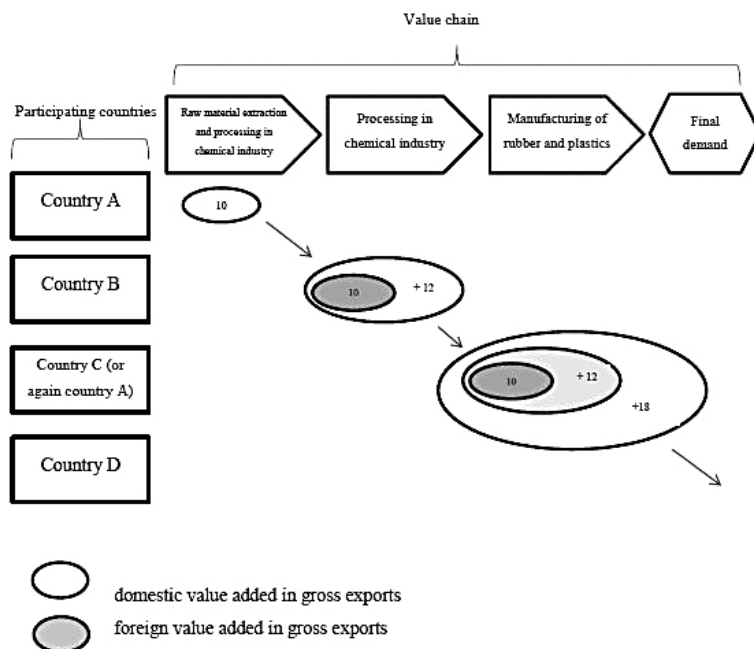 Value chain
Participating countries
Raw material extraction
and processing in
chemical industry
Processing in
chemical industry
Manufacturing of
rubber and plastics
Final
demand
Country A
10
Country B
10
+ 12
Country C (or
again country A)
10
+ 12
+18
Country D
domestic value added in gross exports
foreign value added in gross exports